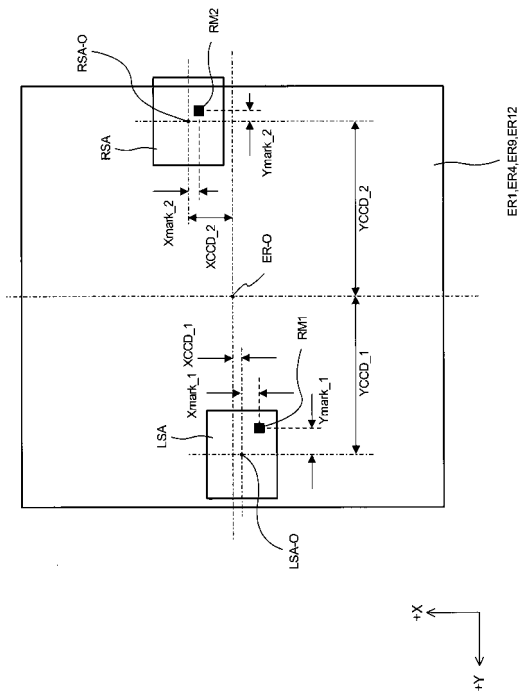 RSA-O
RM2
RSA
Ymark_2
Xmark_2
XCCD_2
YCCD_2
ER-O
ER1,ER4,ER9,ER12
XCCD_1
RM1
Xmark_1
YCCD_1
LSA
Ymark_1
LSA-O
+X
+Y